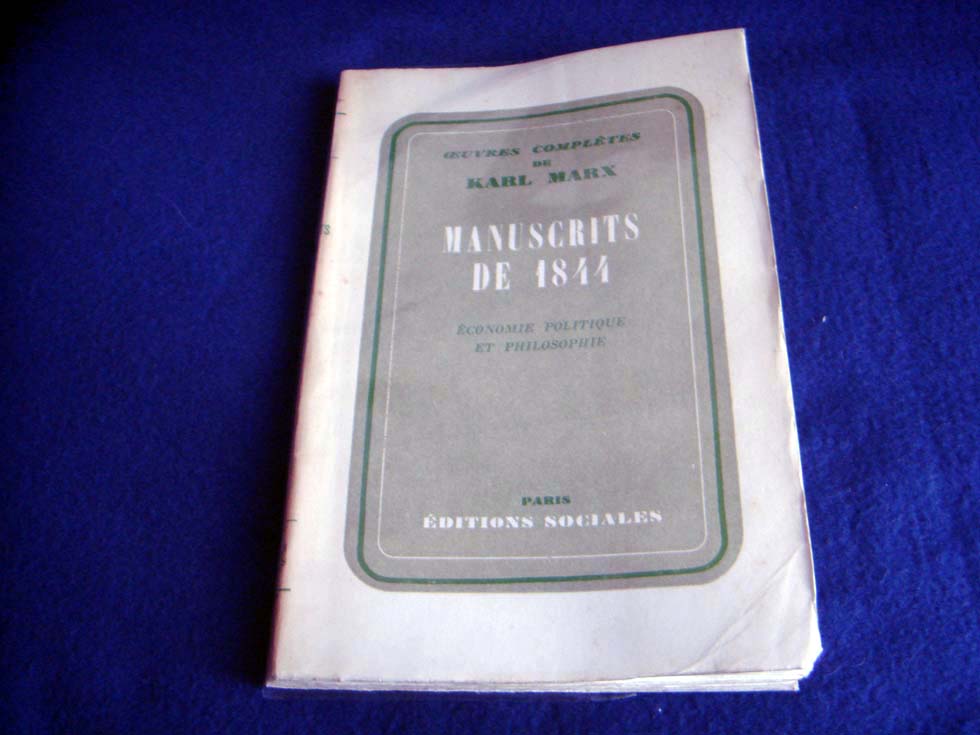 ŒUVRES COMPLÈTES
DE
KARL MARX
MANUSCRITS
DE 1844
ÉCONOMIE POLITIQUE
ET PHILOSOPHIE
PARIS
ÉDITIONS SOCIALES